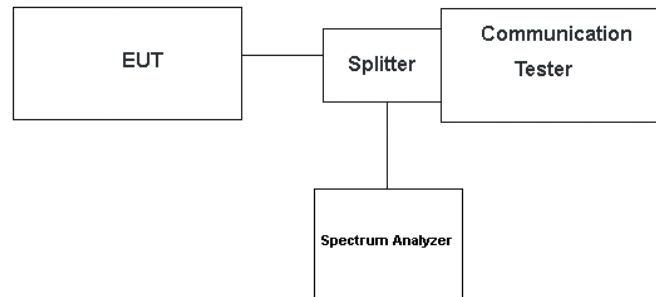 EUT
Splitter
Communication
Tester
Spectrum Analyzer